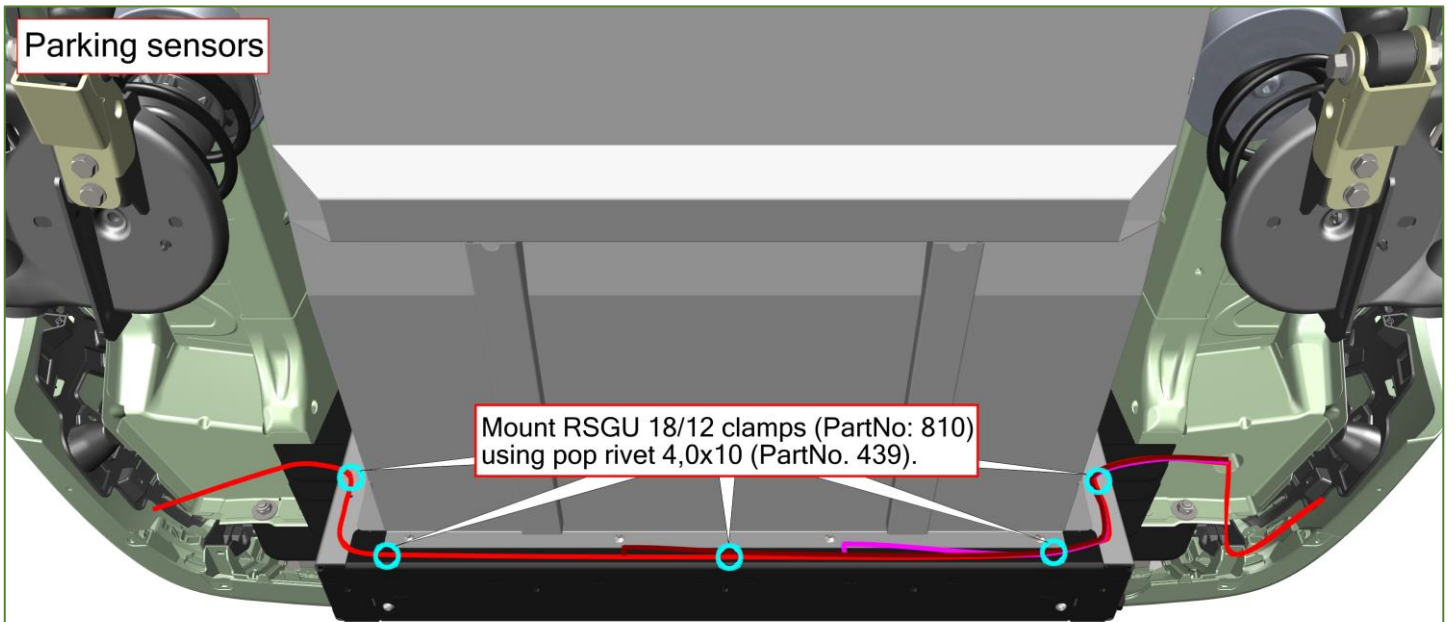 Parking sensors
Mount RSGU 18/12 clamps (PartNo: 810)
using pop rivet 4,0x10 (PartNo. 439).